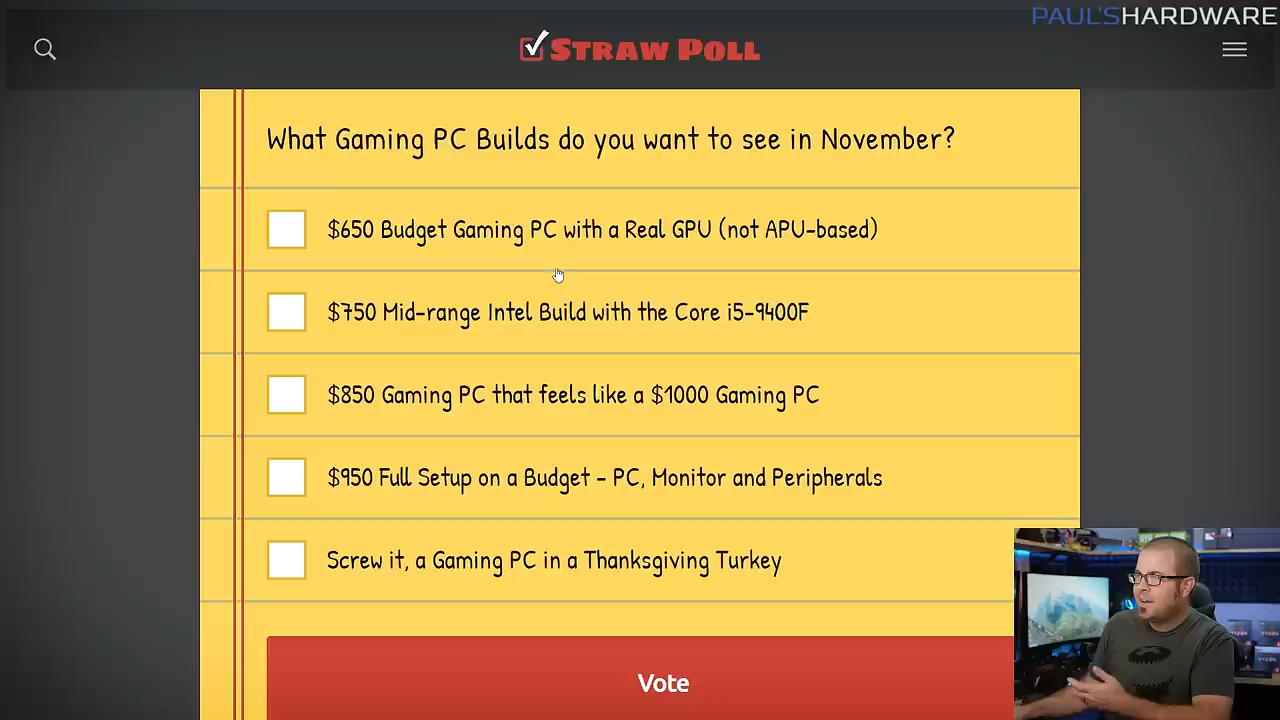 PAUL'SHARDWARE
STRAW POLL
What Gaming PC Builds do you want to see in November?
$650 Budget Gaming PC with a Real GPU (not APU-based)
$750 Mid-range Intel Build with the Core i5-9400F
$850 Gaming PC that feels like a $1000 Gaming PC
$950 Full Setup on a Budget - PC, Monitor and Peripherals
Screw it, a Gaming PC in a Thanksgiving Turkey
Vote